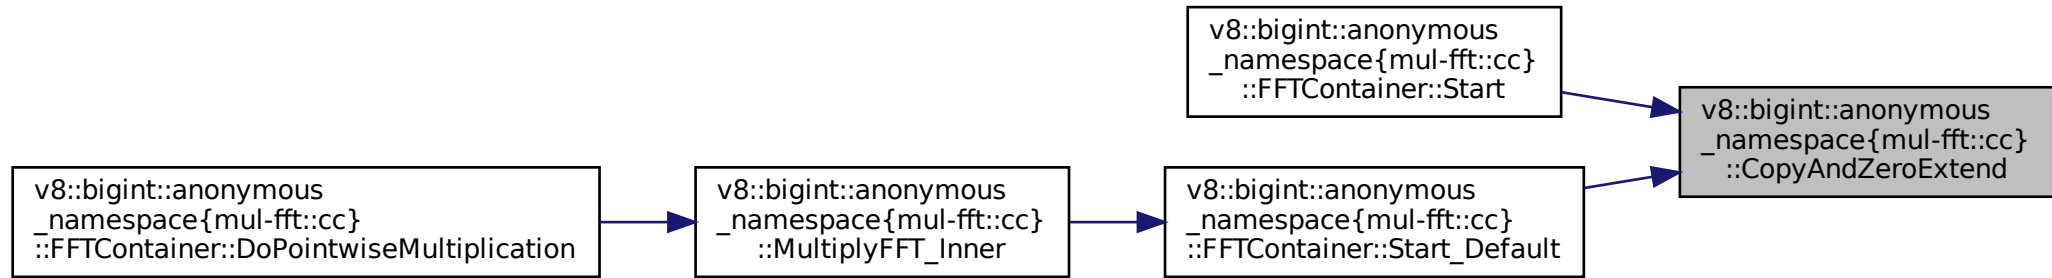 v8::bigint::anonymous
_namespace{mul-fft::cc}
::FFTContainer::Start
v8::bigint::anonymous
_namespace{mul-fft::cc}
::CopyAndZeroExtend
v8::bigint::anonymous
_namespace{mul-fft::cc}
::FFTContainer::DoPointwiseMultiplication
v8::bigint::anonymous
_namespace{mul-fft::cc}
::MultiplyFFT_Inner
v8::bigint::anonymous
_namespace{mul-fft::cc}
::FFTContainer::Start_Default